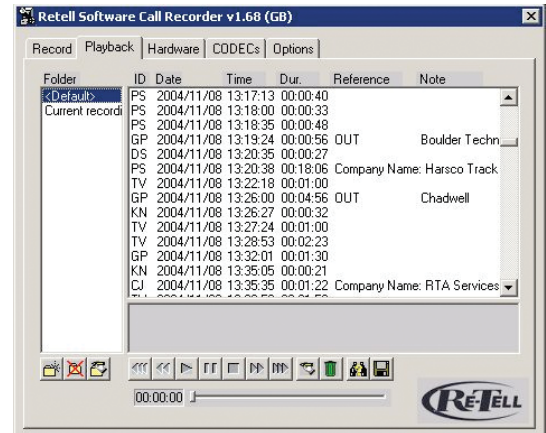 Retell Software Call Recorder v1.68 (GB)
Record Playback Hardware CODECs Options
Folder ID Date Time Dur. Reference Note
<Default> PS 2004/11/08 13:17:13 00:00:40
Current recordi PS 2004/11/08 13:18:00 00:00:33
PS 2004/11/08 13:18:35 00:00:48
GP 2004/11/08 13:19:24 00:00:56 OUT Boulder Techn
DS 2004/11/08 13:20:35 00:00:27
PS 2004/11/08 13:20:38 00:18:06 Company Name: Harsco Track
TV 2004/11/08 13:22:18 00:01:00
GP 2004/11/08 13:26:00 00:04:56 OUT Chadwell
KN 2004/11/08 13:26:27 00:00:32
TV 2004/11/08 13:27:24 00:01:00
TV 2004/11/08 13:28:53 00:02:23
GP 2004/11/08 13:32:01 00:01:30
KN 2004/11/08 13:35:05 00:00:21
CJ 2004/11/08 13:35:35 00:01:22 Company Name: RTA Services
00:00:00
RE-TELL